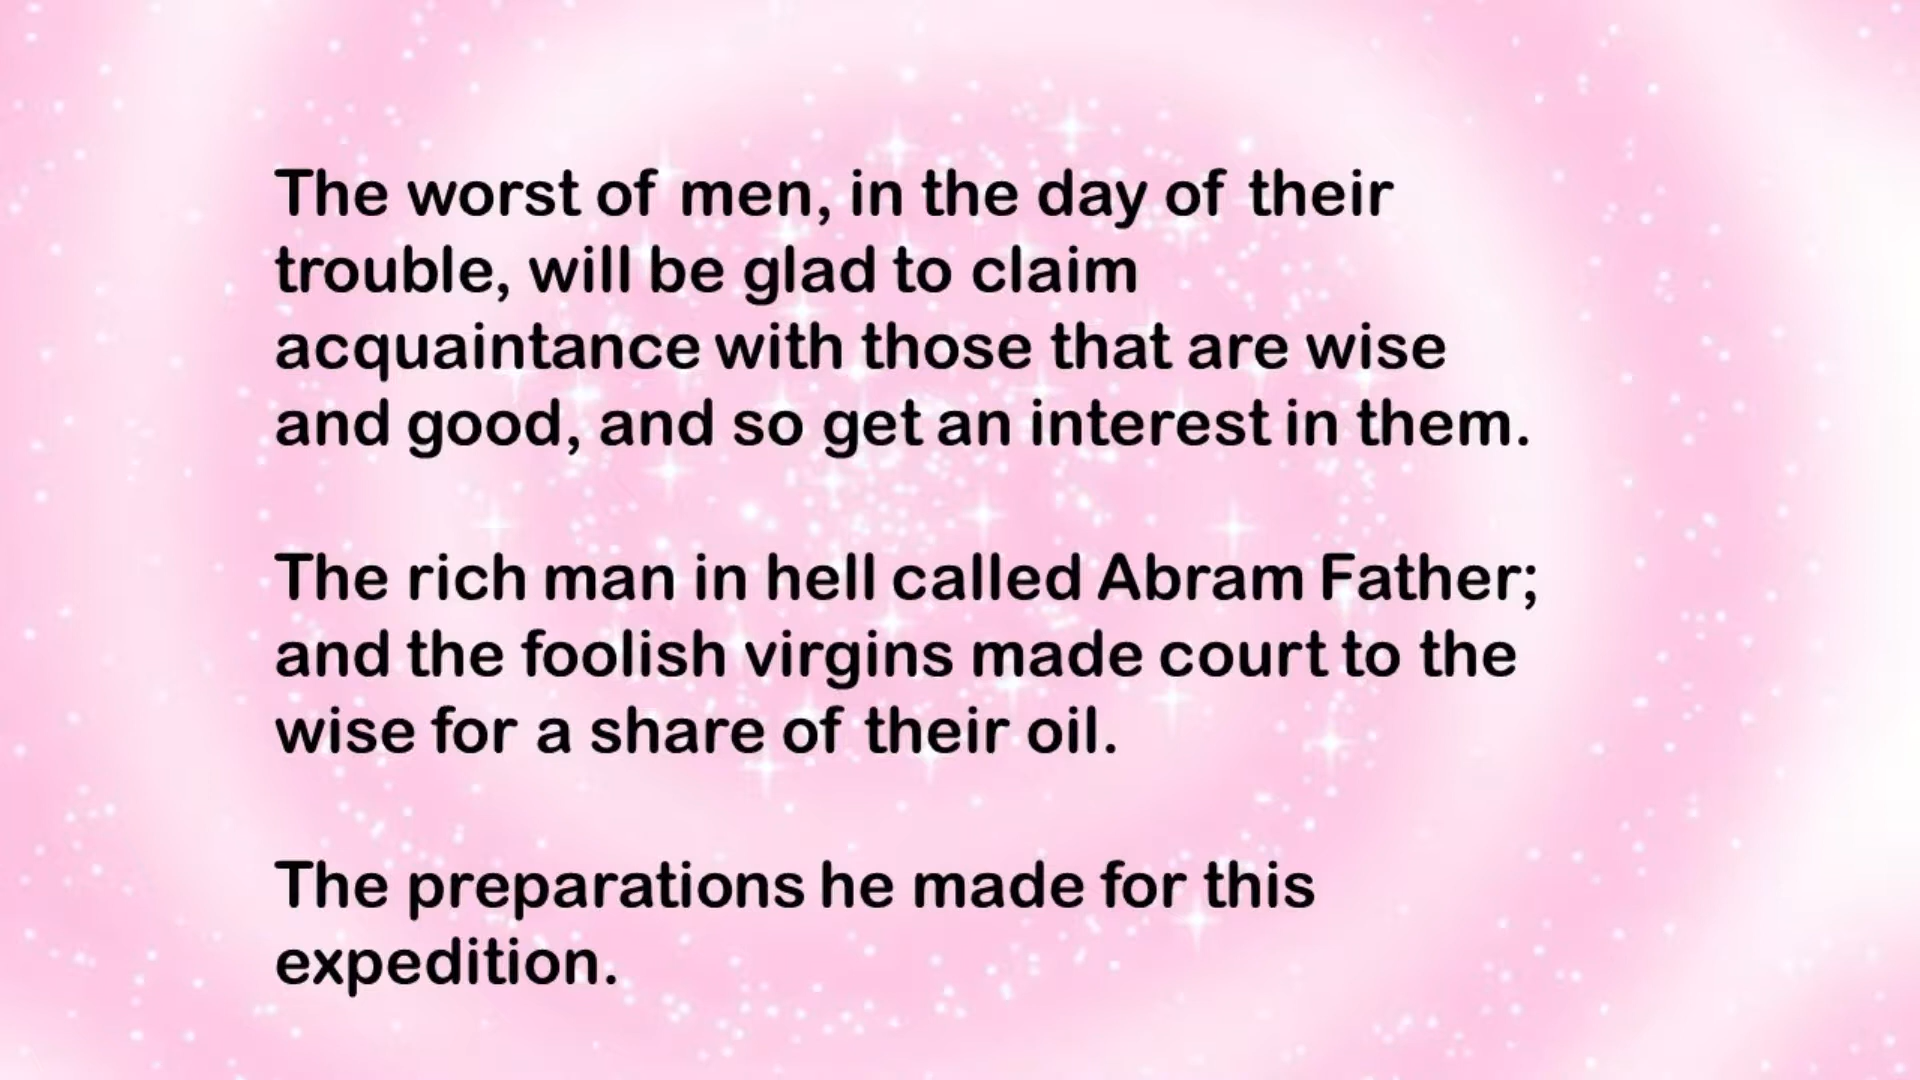 The worst of men, in the day of their
trouble, will be glad to claim
acquaintance with those that are wise
and good, and so get an interest in them.
The rich man in hell called Abram Father;
and the foolish virgins made court to the
wise for a share of their oil.
The preparations he made for this
expedition.